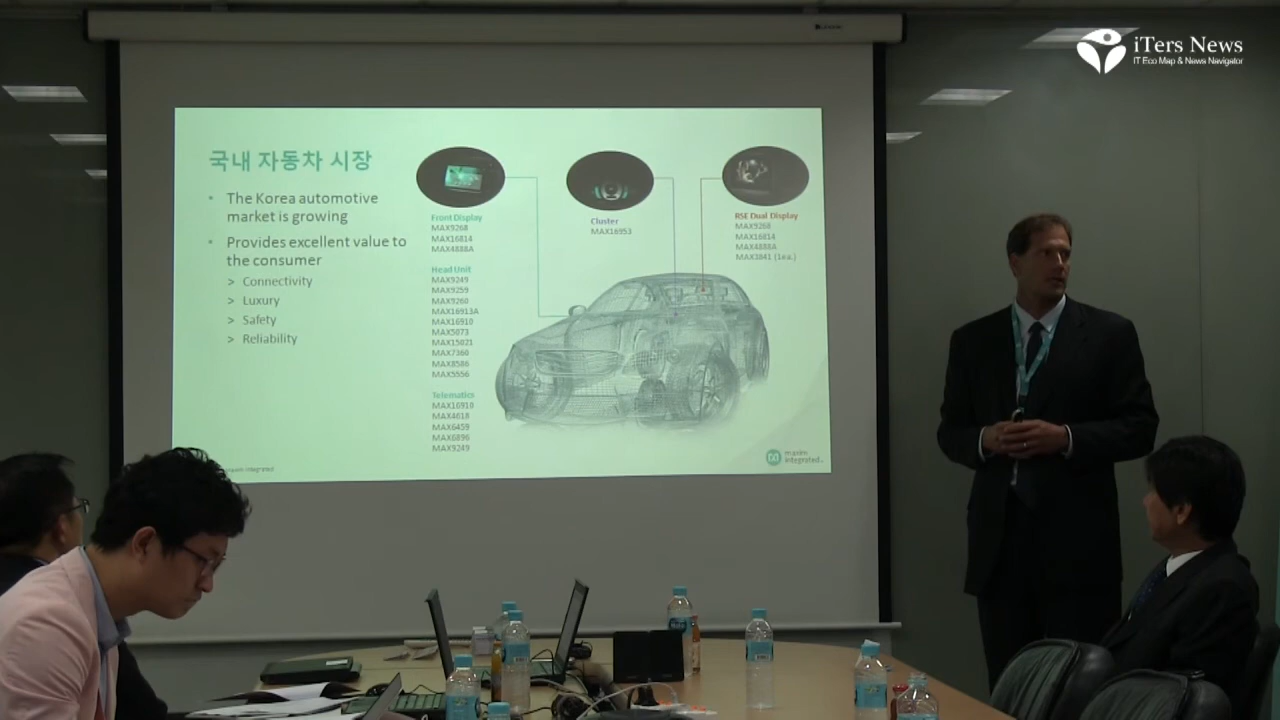 iTers News
IT Eco Map & News Navigator
국내 자동차 시장
• The Korea automotive
market is growing
• Provides excellent value to
the consumer
> Connectivity
> Luxury
> Safety
> Reliability
Front Display
MAX9268
MAX16814
MAX4888A
Head Unit
MAX9249
MAX9259
MAX9260
MAX16913A
MAX16910
MAX5073
MAX15021
MAX7360
MAX8586
MAX5556
Telematics
MAX16910
MAX4618
MAX6459
MAX6896
MAX9249
Cluster
MAX16953
RSE Dual Display
MAX9268
MAX16814
MAX4888A
MAX3841 (1ea.)
maxim
integrated